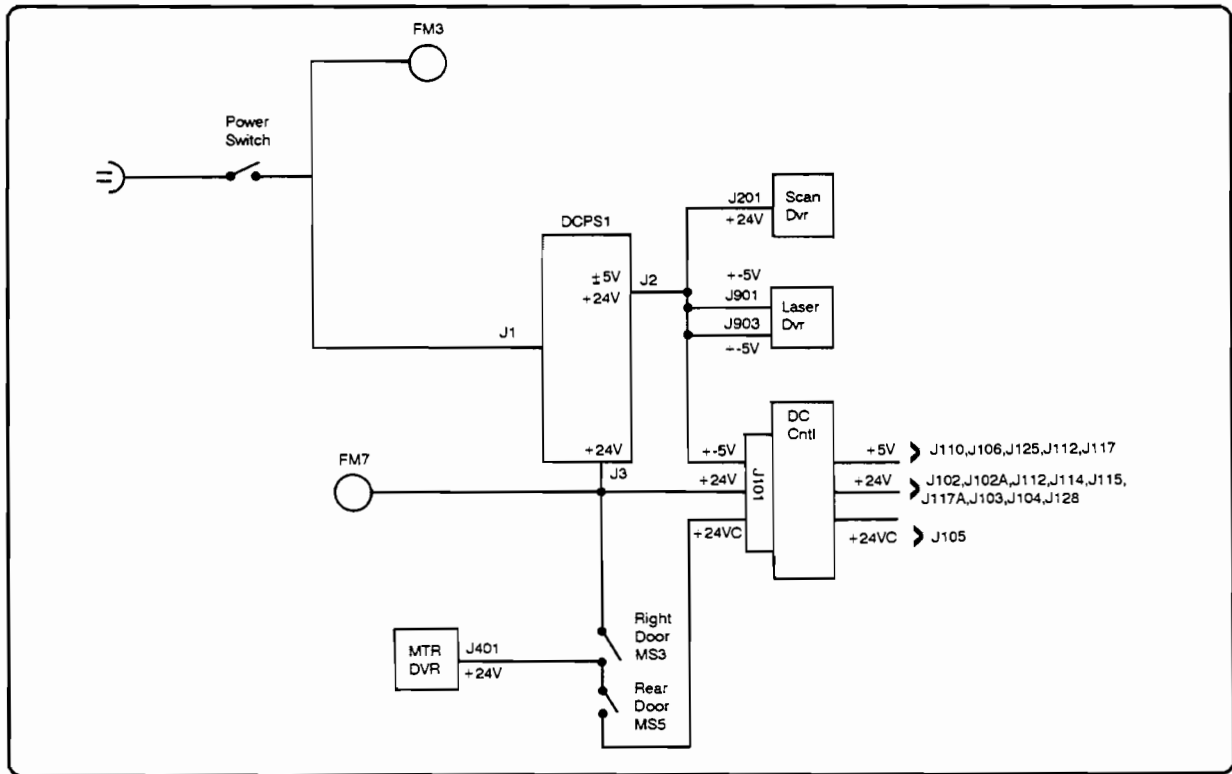 FM3
Power
Switch
J201
+24V
Scan
Dvr
DCPS1
±5V
+24V
J2
+-5V
J901
Laser
Dvr
J903
+-5V
J1
DC
Cntl
+24V
J3
FM7
+-5V
+24V
+24VC
J101
+5V
J110,J106,J125,J112,J117
+24V
J102,J102A,J112,J114,J115,
J117A,J103,J104,J128
+24VC
J105
Right
Door
MS3
MTR
DVR
J401
+24V
Rear
Door
MS5